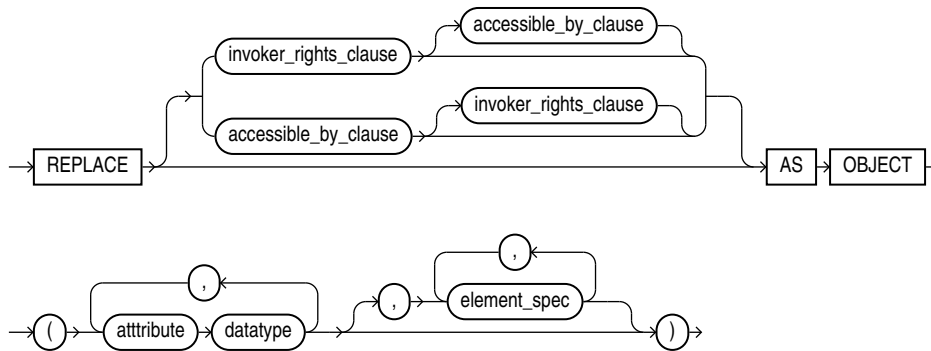 accessible_by_clause
invoker_rights_clause
invoker_rights_clause
accessible_by_clause
REPLACE AS OBJECT
, ,
( atttribute datatype , element_spec )